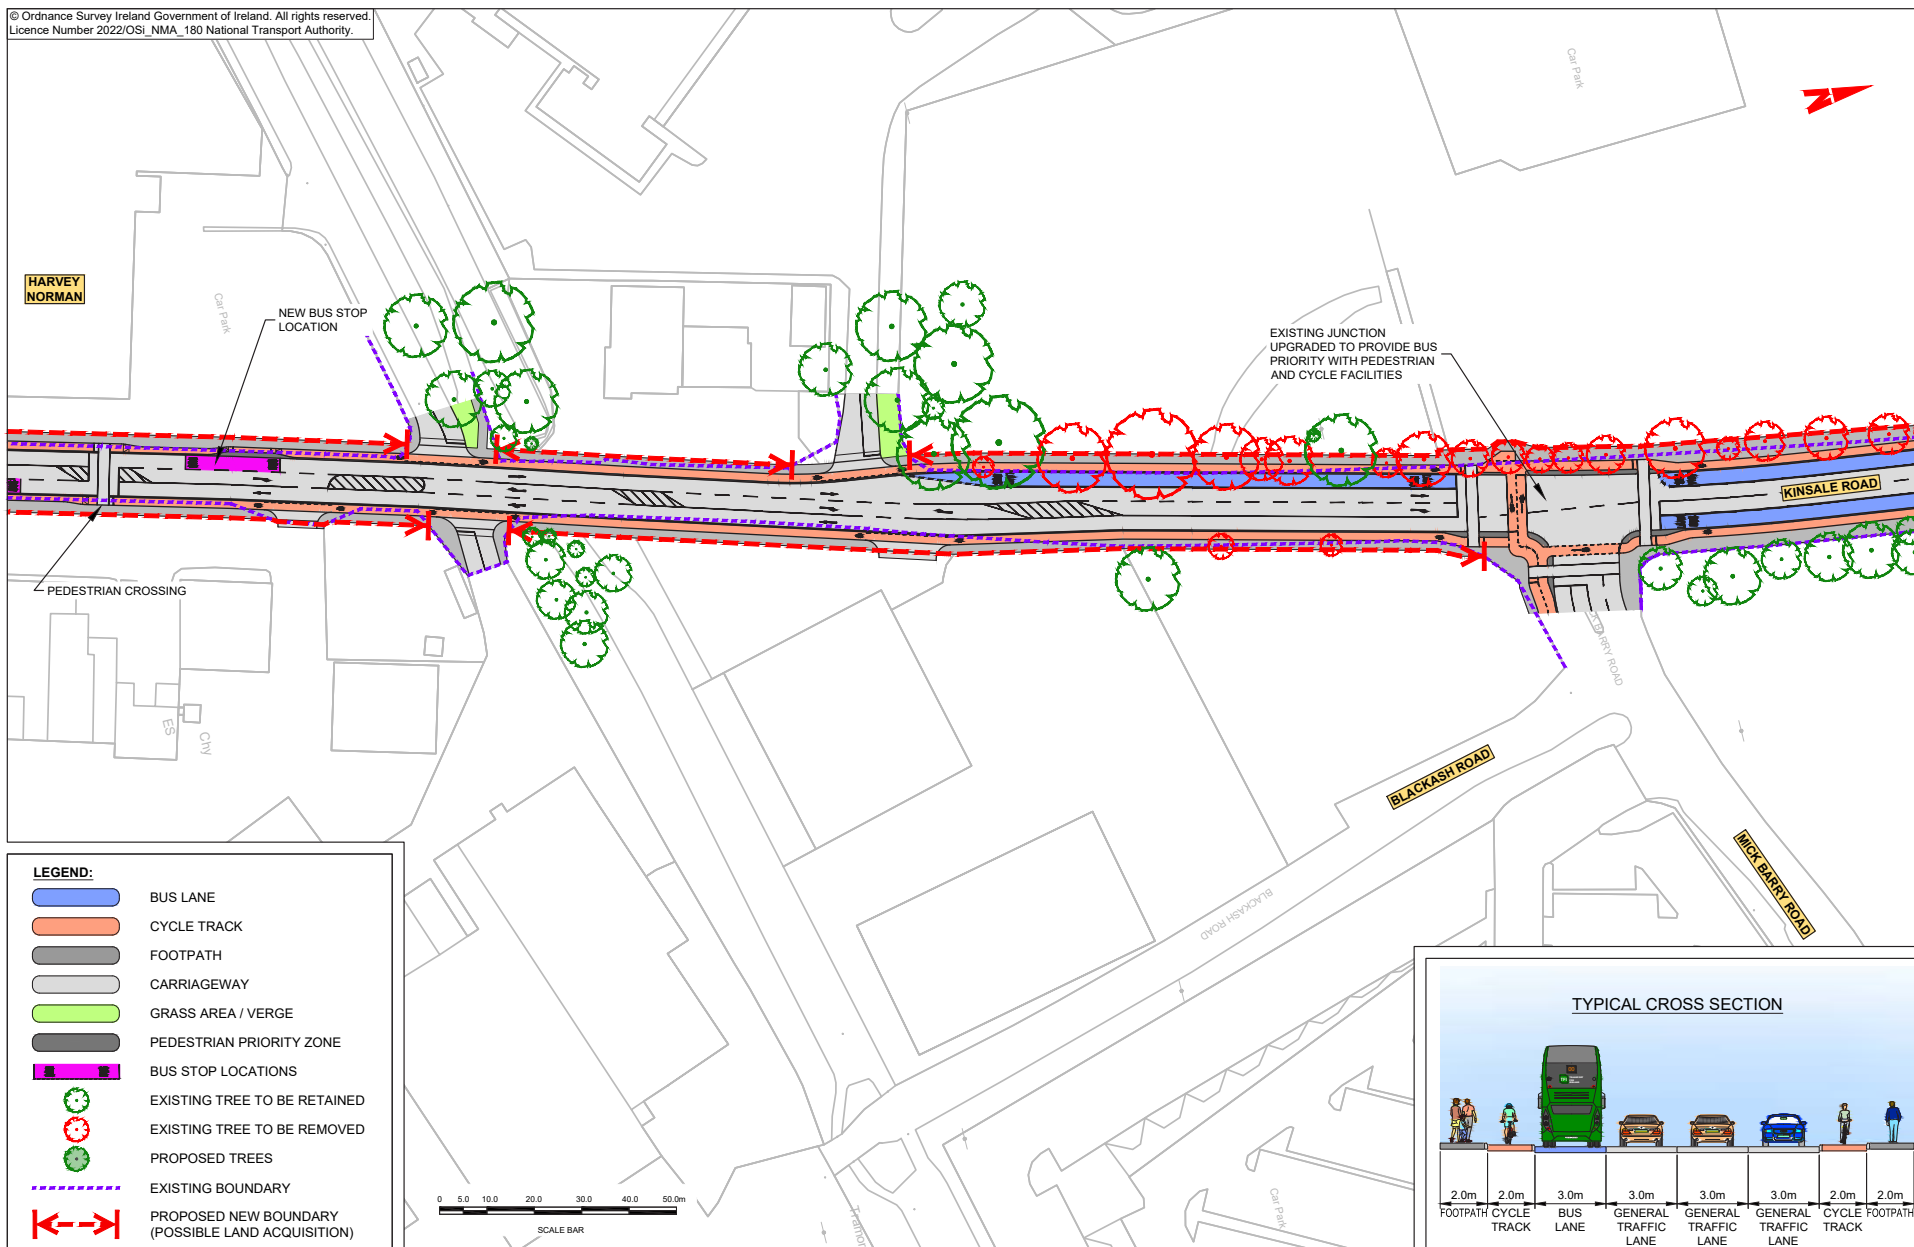 © Ordnance Survey Ireland Government of Ireland. All rights reserved.
Licence Number 2022/OSi_NMA_180 National Transport Authority.
Car Park
N
HARVEY
NORMAN
Car Park
NEW BUS STOP
LOCATION
EXISTING JUNCTION
UPGRADED TO PROVIDE BUS
PRIORITY WITH PEDESTRIAN
AND CYCLE FACILITIES
KINSALE ROAD
PEDESTRIAN CROSSING
BARRY ROAD
ES
Chy
BLACKASH ROAD
MICK BARRY ROAD
BLACKASH ROAD
LEGEND:
BUS LANE
CYCLE TRACK
FOOTPATH
CARRIAGEWAY
GRASS AREA / VERGE
PEDESTRIAN PRIORITY ZONE
BUS STOP LOCATIONS
EXISTING TREE TO BE RETAINED
EXISTING TREE TO BE REMOVED
PROPOSED TREES
EXISTING BOUNDARY
PROPOSED NEW BOUNDARY
(POSSIBLE LAND ACQUISITION)
0 5.0 10.0 20.0 30.0 40.0 50.0m
SCALE BAR
Tramor
Car Park
TYPICAL CROSS SECTION
2.0m 2.0m 3.0m 3.0m 3.0m 3.0m 2.0m 2.0m
FOOTPATH CYCLE BUS GENERAL GENERAL GENERAL CYCLE FOOTPATH
TRACK LANE TRAFFIC TRAFFIC TRAFFIC TRACK
LANE LANE LANE